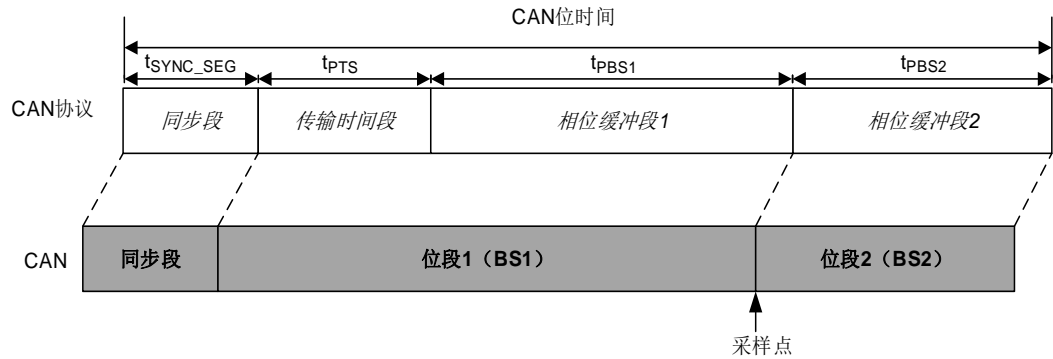 CAN位时间
tSYNC_SEG tPTS tPBS1 tPBS2
CAN协议 同步段 传输时间段 相位缓冲段1 相位缓冲段2
CAN 同步段 位段1（BS1） 位段2（BS2）
采样点